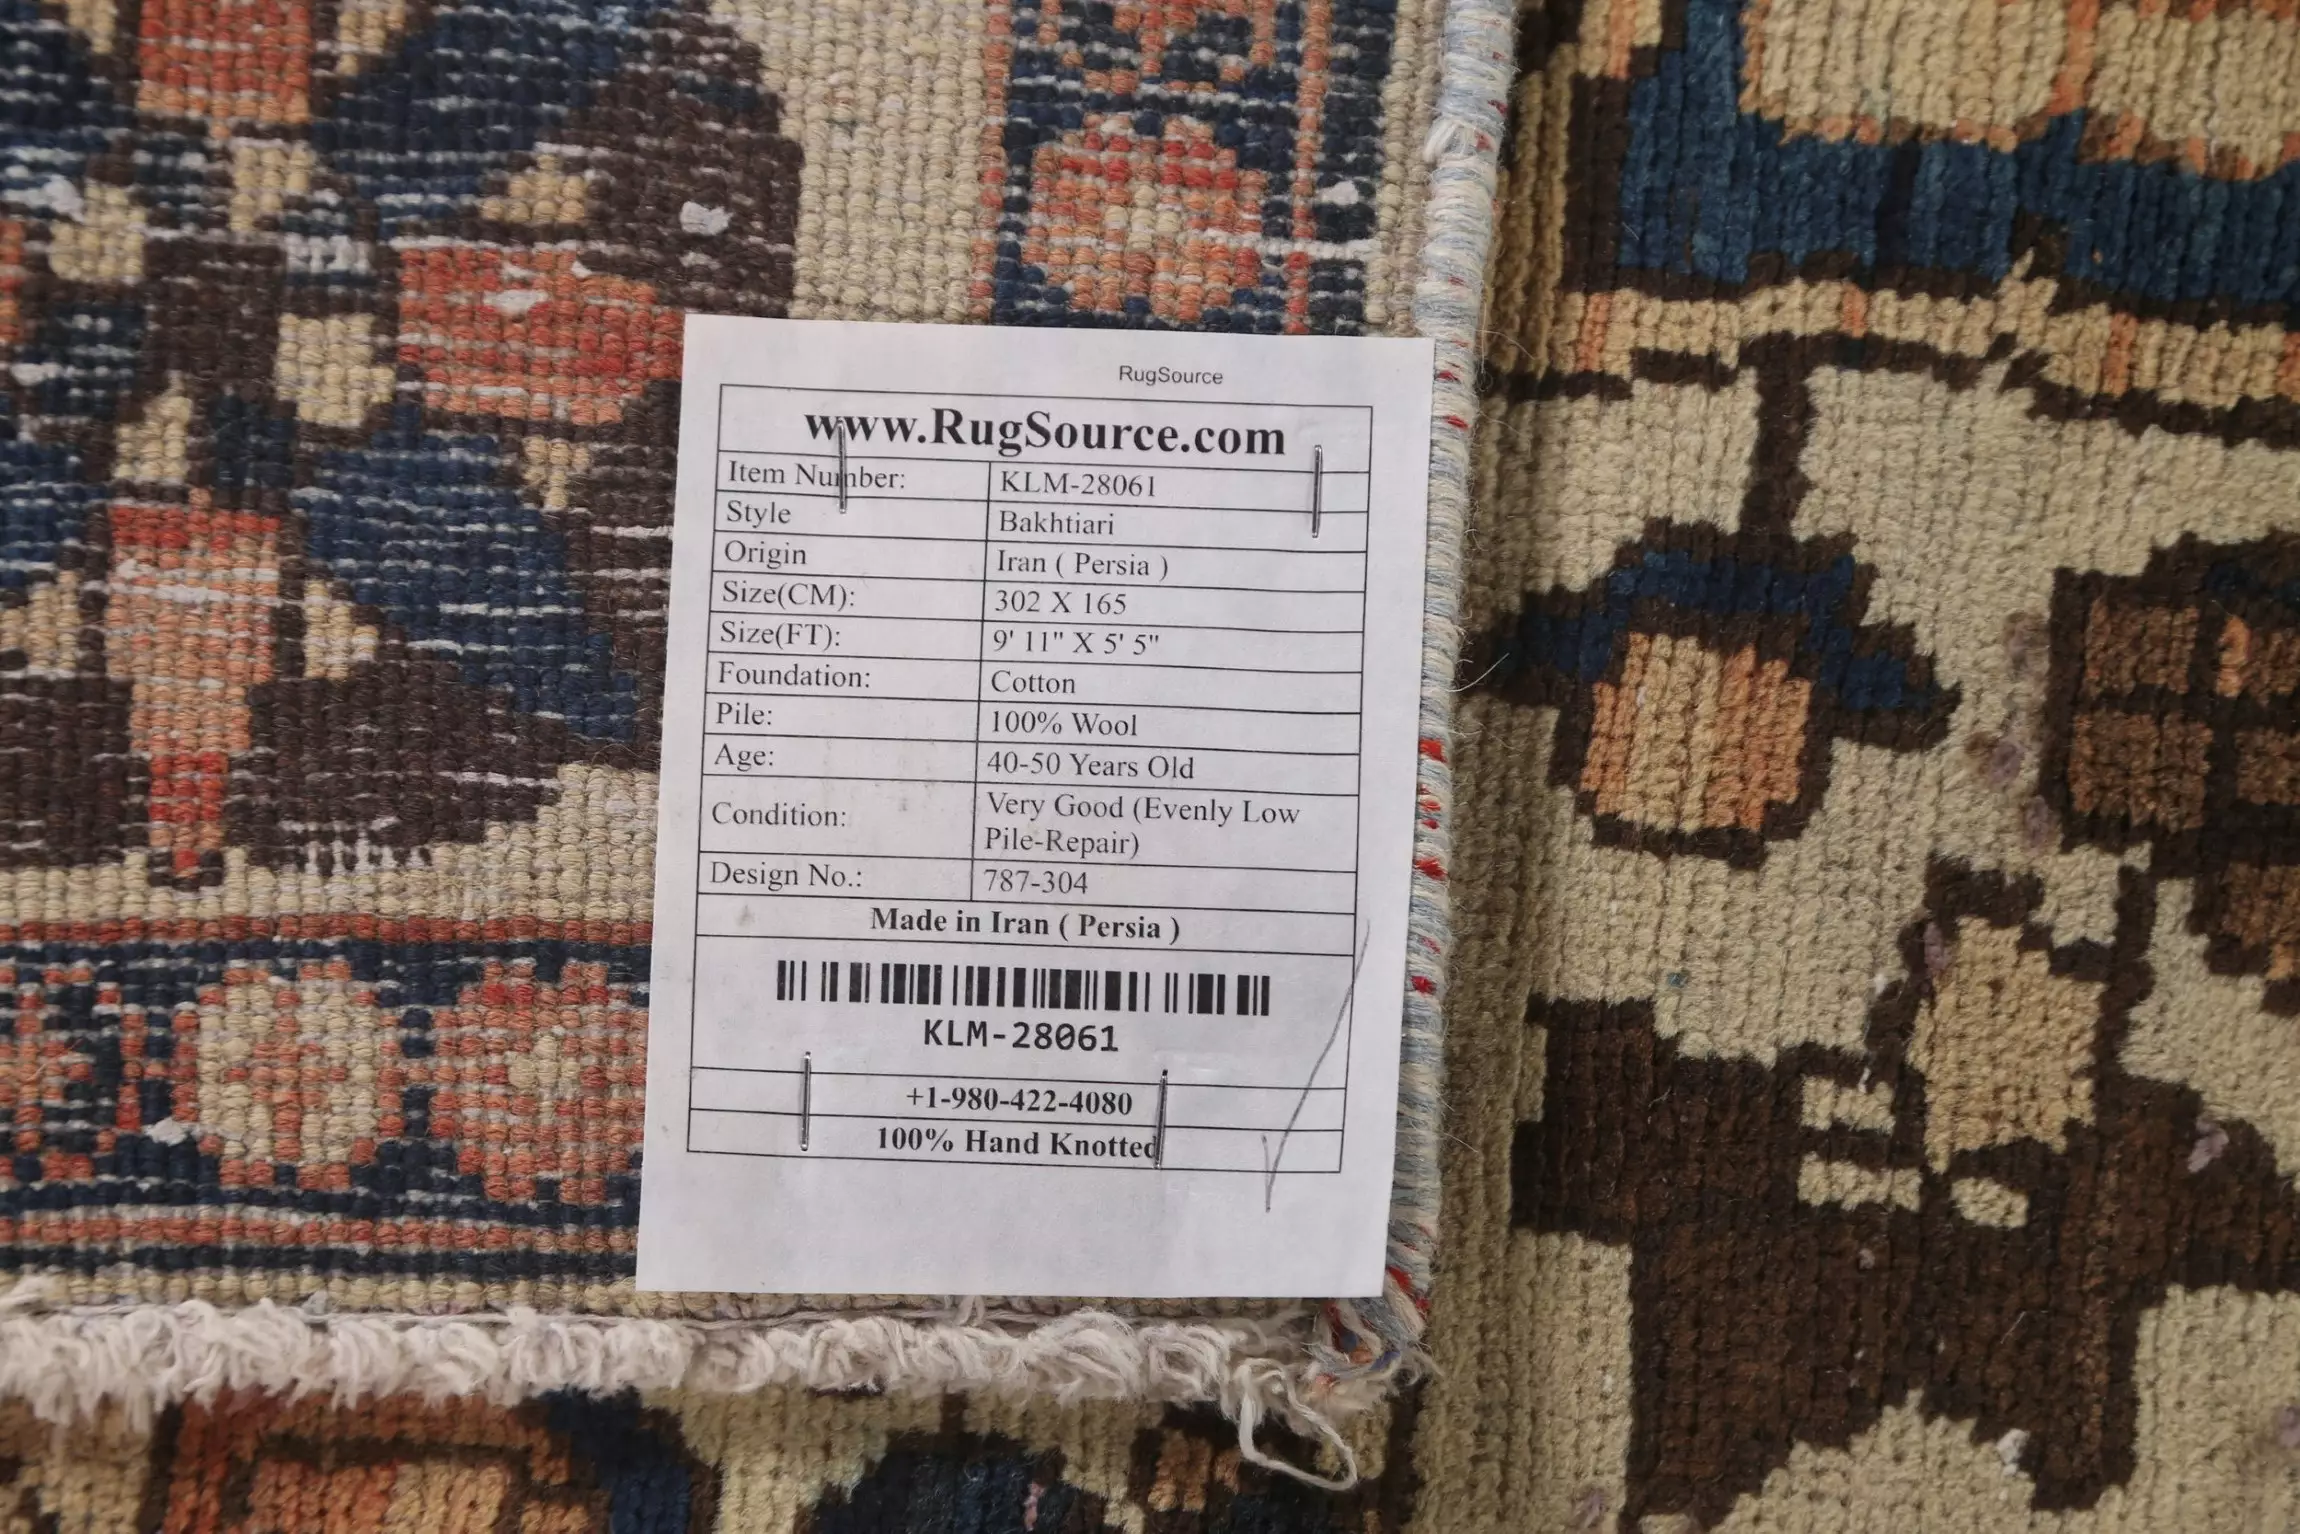 RugSource
www.RugSource.com
Item Number: KLM-28061
Style Bakhtiari
Origin Iran ( Persia )
Size(CM): 302 X 165
Size(FT): 9' 11" X 5' 5"
Foundation: Cotton
Pile: 100% Wool
Age: 40-50 Years Old
Condition: Very Good (Evenly Low
Pile-Repair)
Design No.: 787-304
Made in Iran ( Persia )
KLM-28061
+1-980-422-4080
100% Hand Knotted